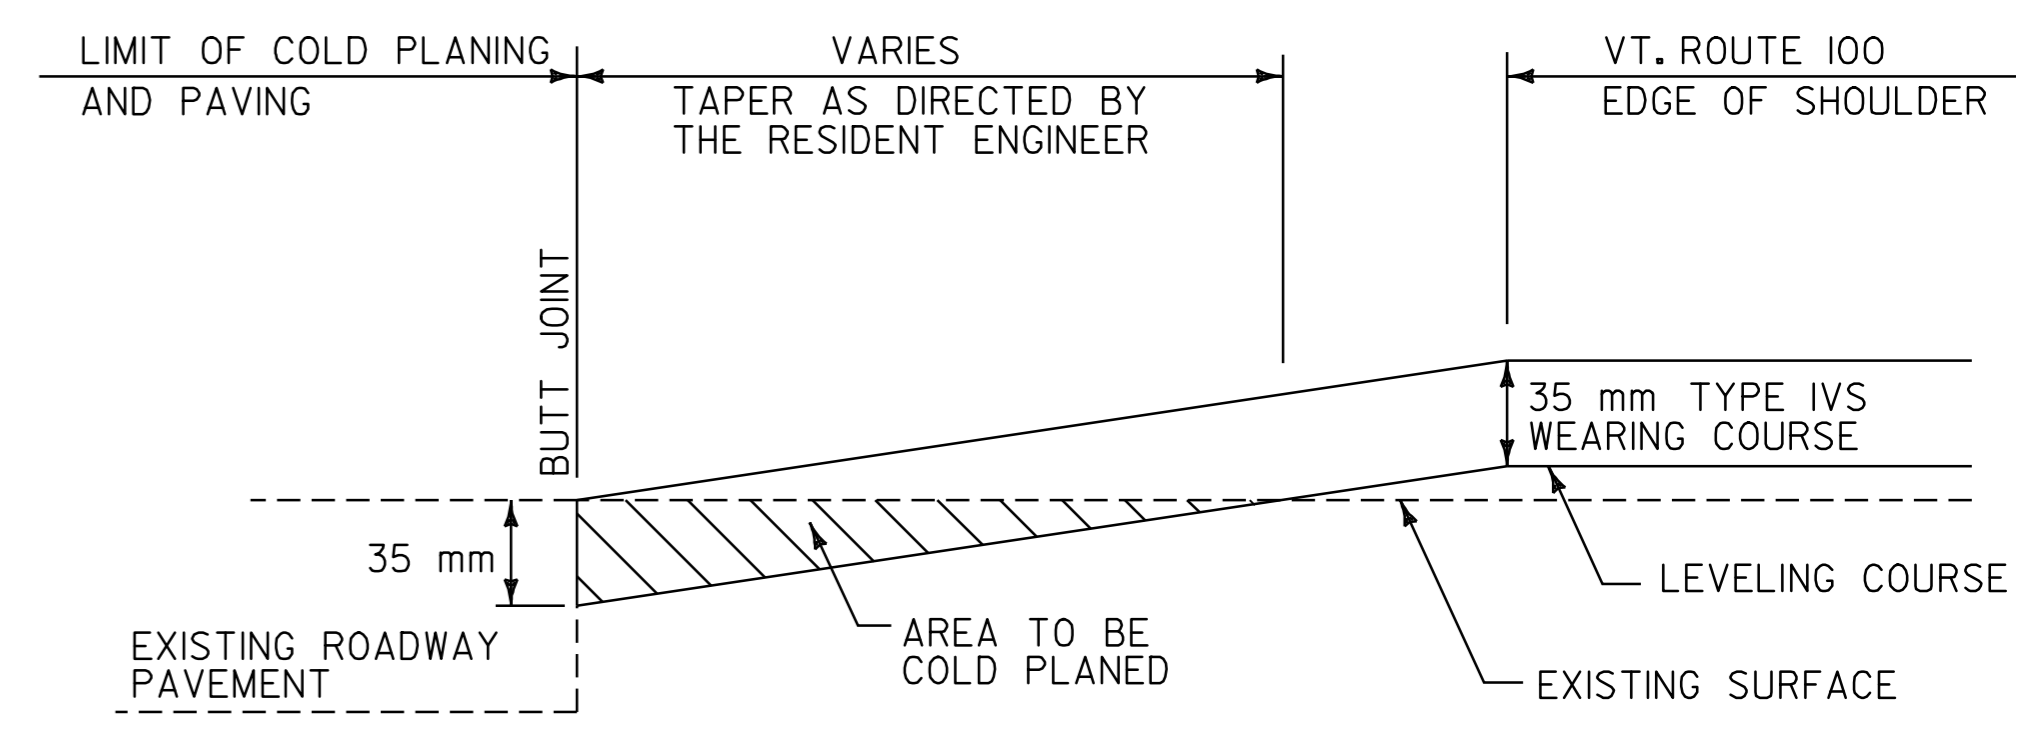 LIMIT OF COLD PLANING
AND PAVING
VARIES
TAPER AS DIRECTED BY
THE RESIDENT ENGINEER
VT. ROUTE 100
EDGE OF SHOULDER
BUTT JOINT
35 mm TYPE IVS
WEARING COURSE
35 mm
LEVELING COURSE
AREA TO BE
COLD PLANED
EXISTING ROADWAY
PAVEMENT
EXISTING SURFACE